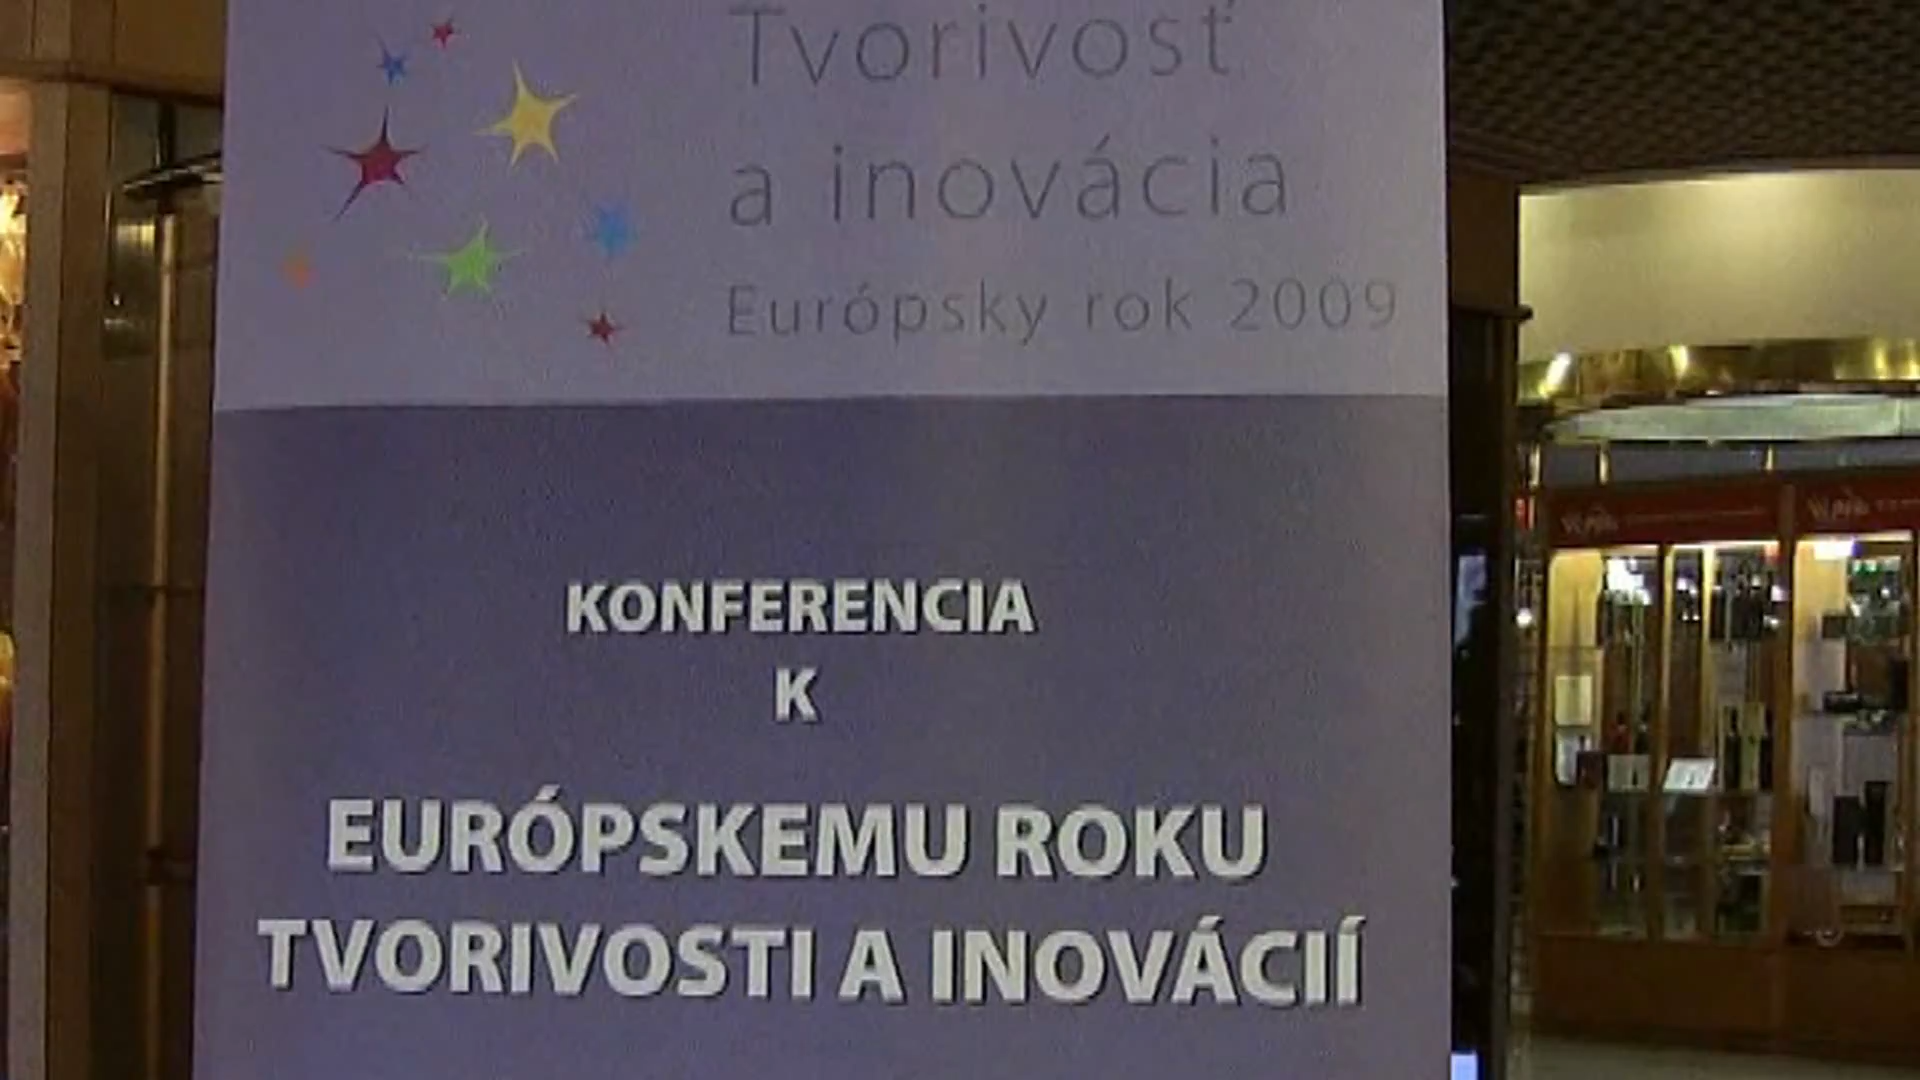 Tvorivosť
a inovácia
Európsky rok 2009
KONFERENCIA
K
EURÓPSKEMU ROKU
TVORIVOSTI A INOVÁCIÍ